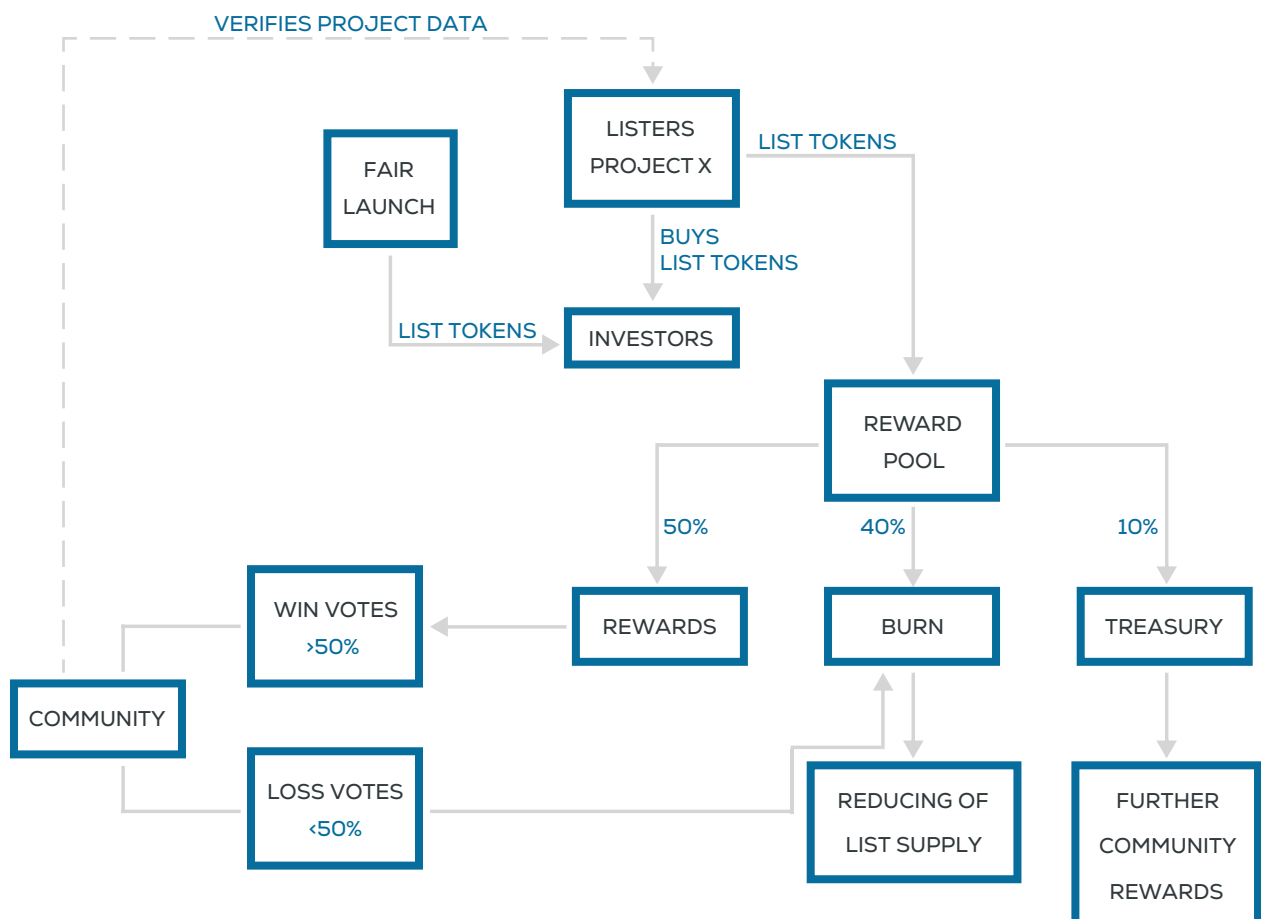 VERIFIES PROJECT DATA
LISTERS
PROJECT X
LIST TOKENS
FAIR
LAUNCH
BUYS
LIST TOKENS
LIST TOKENS
INVESTORS
REWARD
POOL
50%
40%
10%
WIN VOTES
>50%
REWARDS
BURN
TREASURY
COMMUNITY
LOSS VOTES
<50%
REDUCING OF
LIST SUPPLY
FURTHER
COMMUNITY
REWARDS